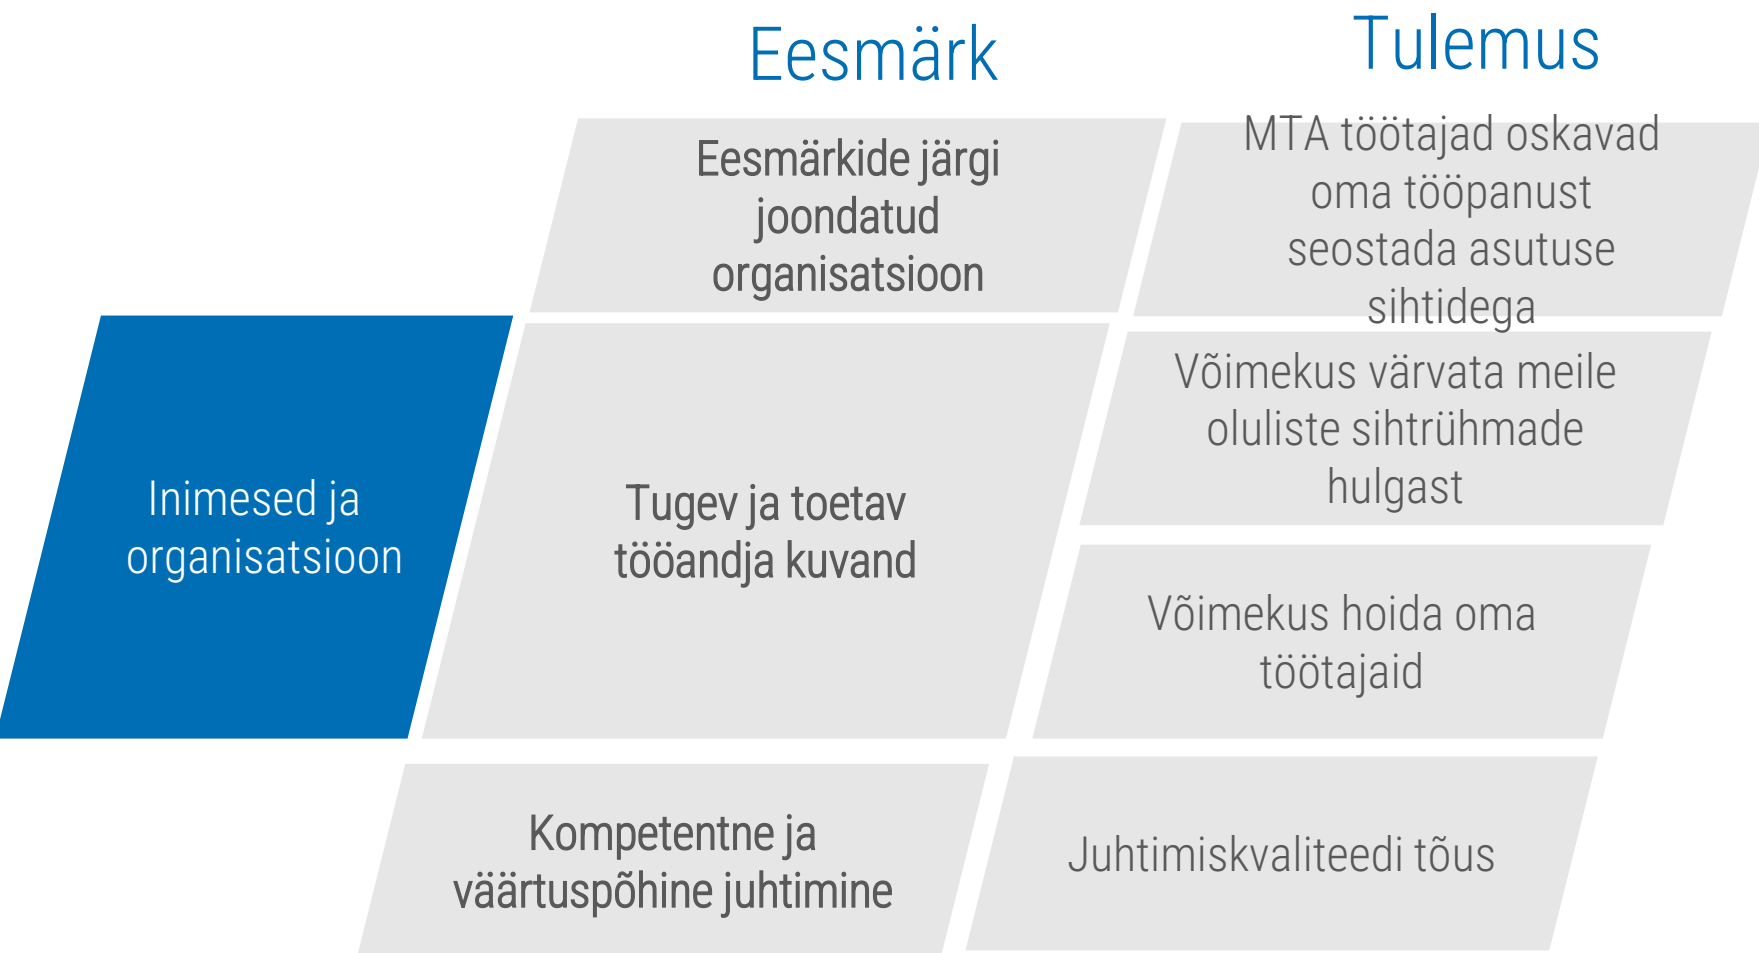 Eesmärk
Tulemus
Eesmärkide järgi
joondatud
organisatsioon
MTA töötajad oskavad
oma tööpanust
seostada asutuse
sihtidega
Inimesed ja
organisatsioon
Tugev ja toetav
tööandja kuvand
Võimekus värvata meile
oluliste sihtrühmade
hulgast
Võimekus hoida oma
töötajaid
Kompetentne ja
väärtuspõhine juhtimine
Juhtimiskvaliteedi tõus